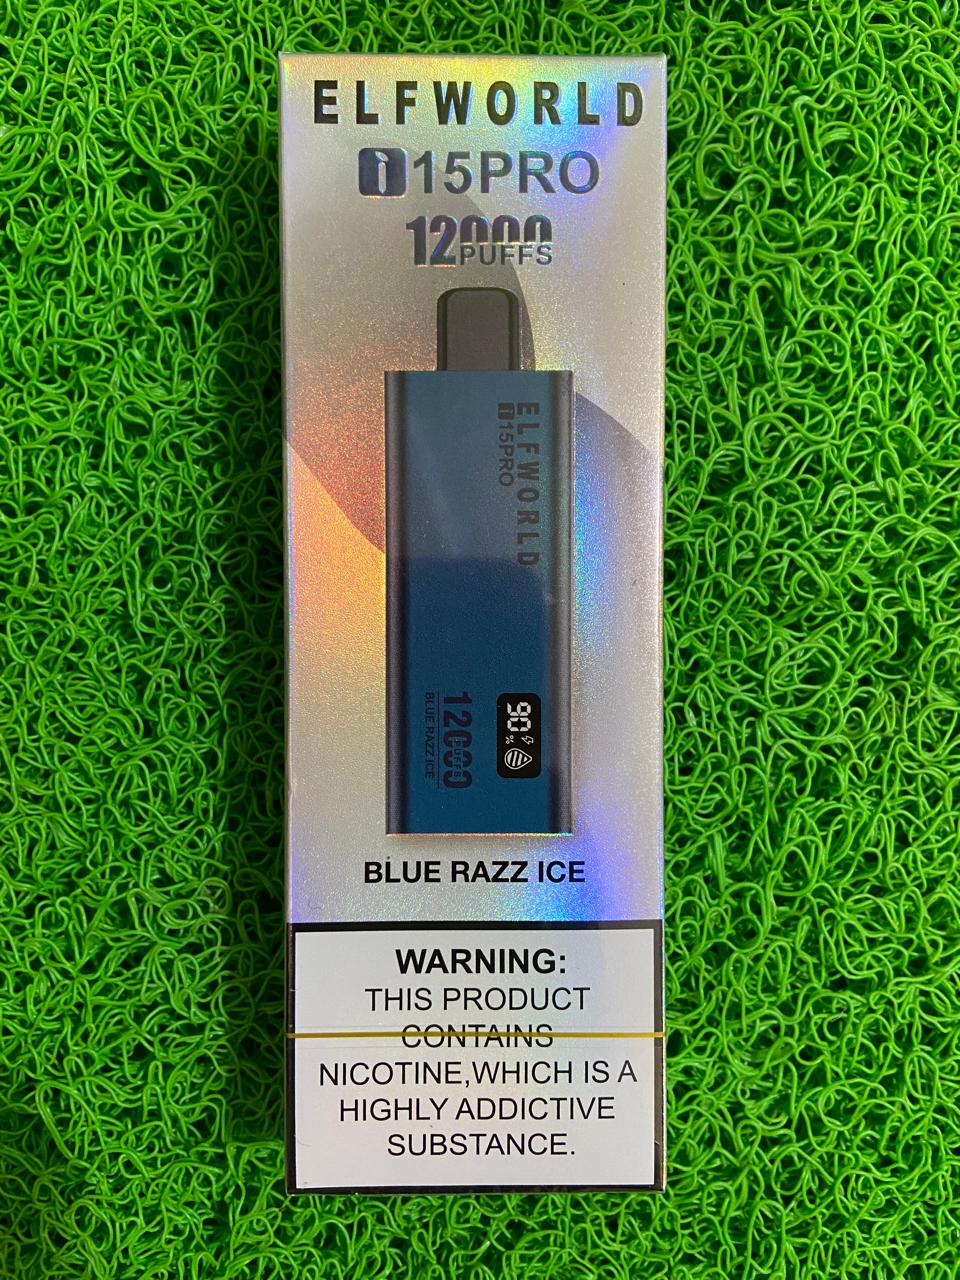 ELFWORLD
i15PRO
12000
PUFFS
ELFWORLD
i15PRO
90%
12000
PUFFS
BLUE RAZZ ICE
BLUE RAZZ ICE
WARNING:
THIS PRODUCT
CONTAINS
NICOTINE,WHICH IS A
HIGHLY ADDICTIVE
SUBSTANCE.